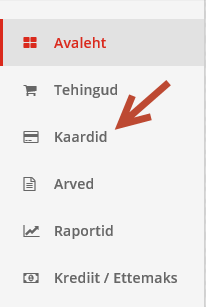 Avaleht
Tehingud
Kaardid
Arved
Raportid
Krediit / Ettemaks